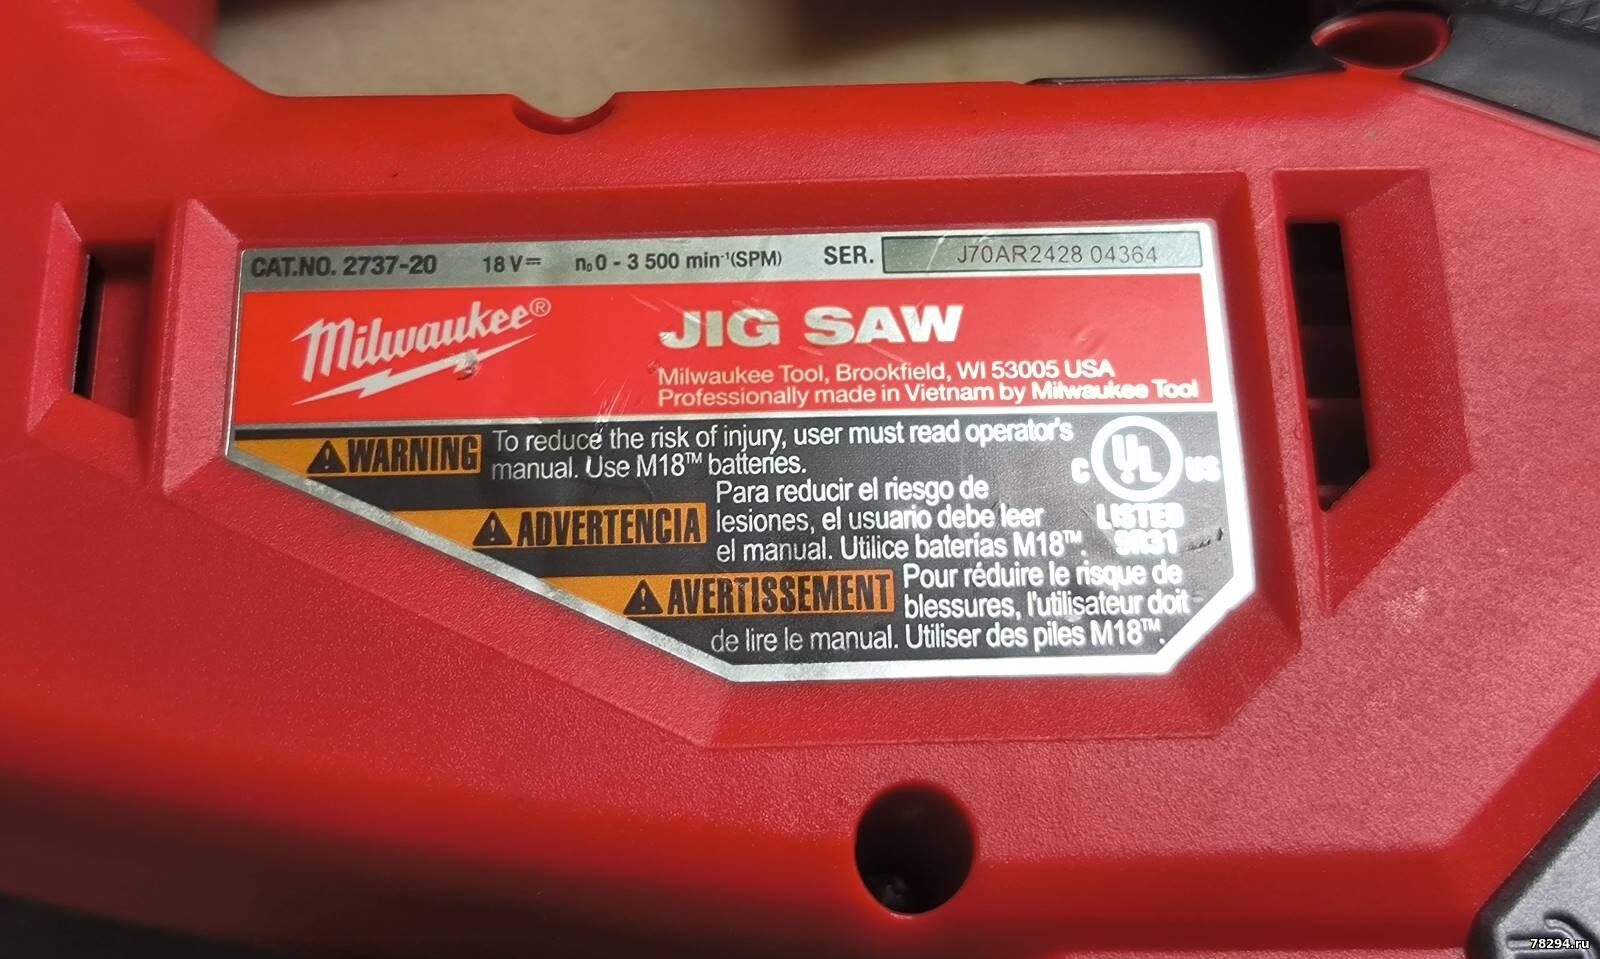 CAT.NO. 2737-20 18 V⎓ n₀0 - 3 500 min⁻¹(SPM) SER. J70AR2428 04364
Milwaukee® JIG SAW
Milwaukee Tool, Brookfield, WI 53005 USA
Professionally made in Vietnam by Milwaukee Tool
⚠WARNING To reduce the risk of injury, user must read operator's
manual. Use M18™ batteries.
C UL US
LISTED
9R31
⚠ADVERTENCIA Para reducir el riesgo de
lesiones, el usuario debe leer
el manual. Utilice baterías M18™.
⚠AVERTISSEMENT Pour réduire le risque de
blessures, l'utilisateur doit
de lire le manual. Utiliser des piles M18™.
78294.ru